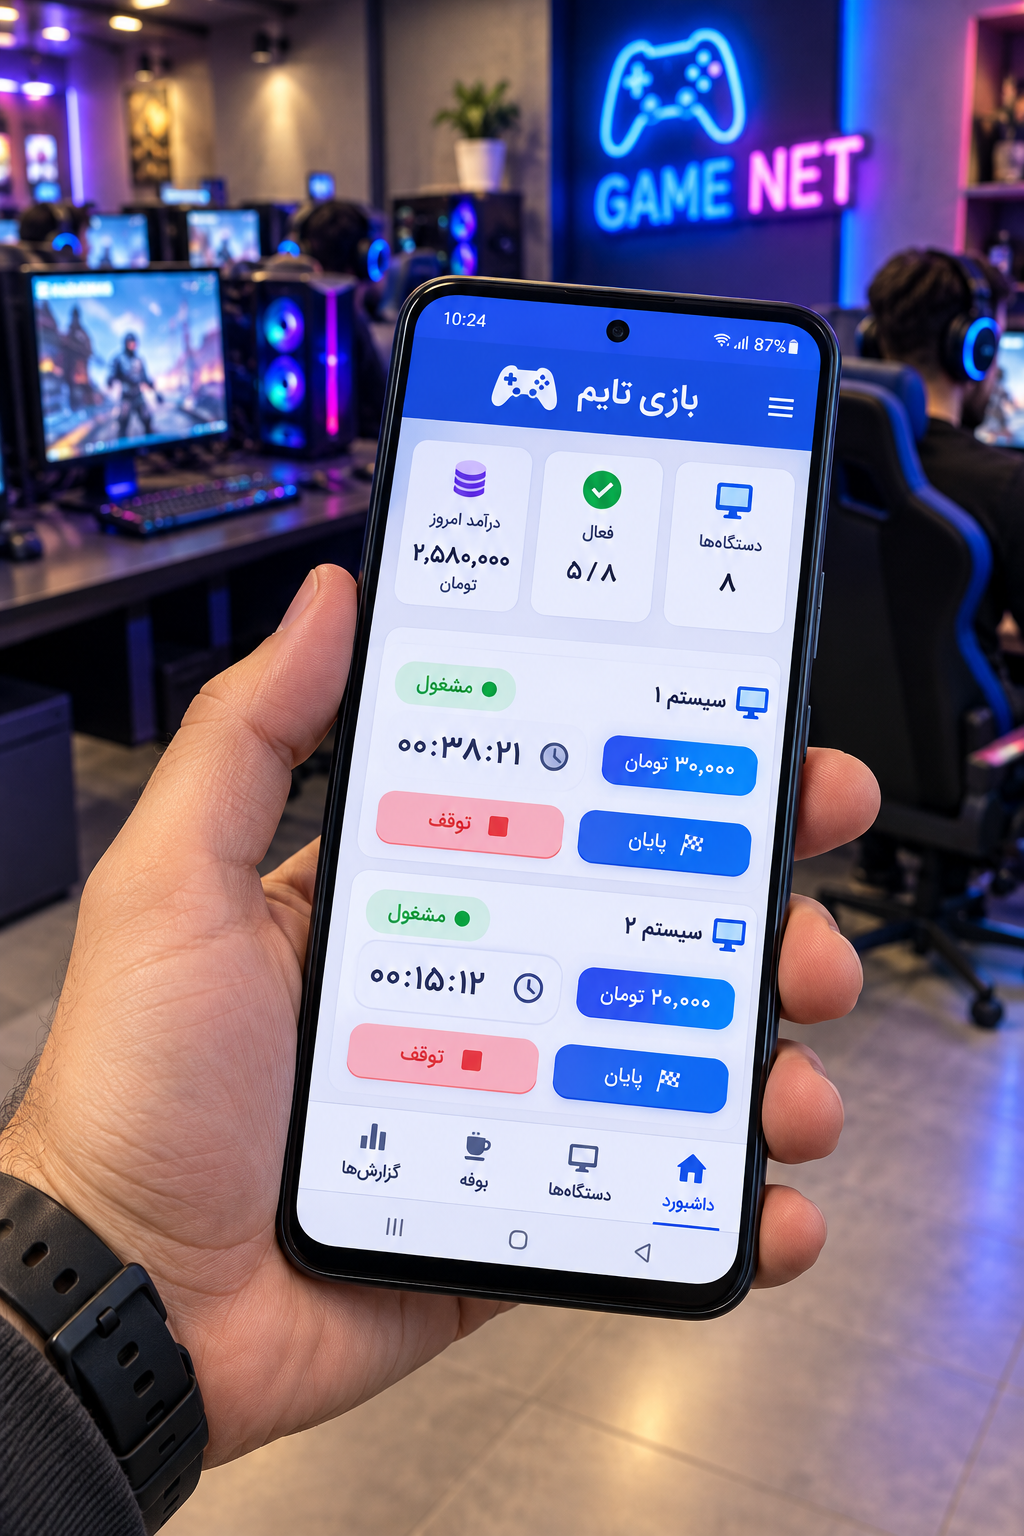 GAME NET
10:24
87%
بازی تایم
دستگاه‌ها
۸
فعال
۵ / ۸
درآمد امروز
۲,۵۸۰,۰۰۰
تومان
سیستم ۱
مشغول
۳۰,۰۰۰ تومان
۰۰:۳۸:۲۱
پایان
توقف
سیستم ۲
مشغول
۲۰,۰۰۰ تومان
۰۰:۱۵:۱۲
پایان
توقف
داشبورد
دستگاه‌ها
بوفه
گزارش‌ها